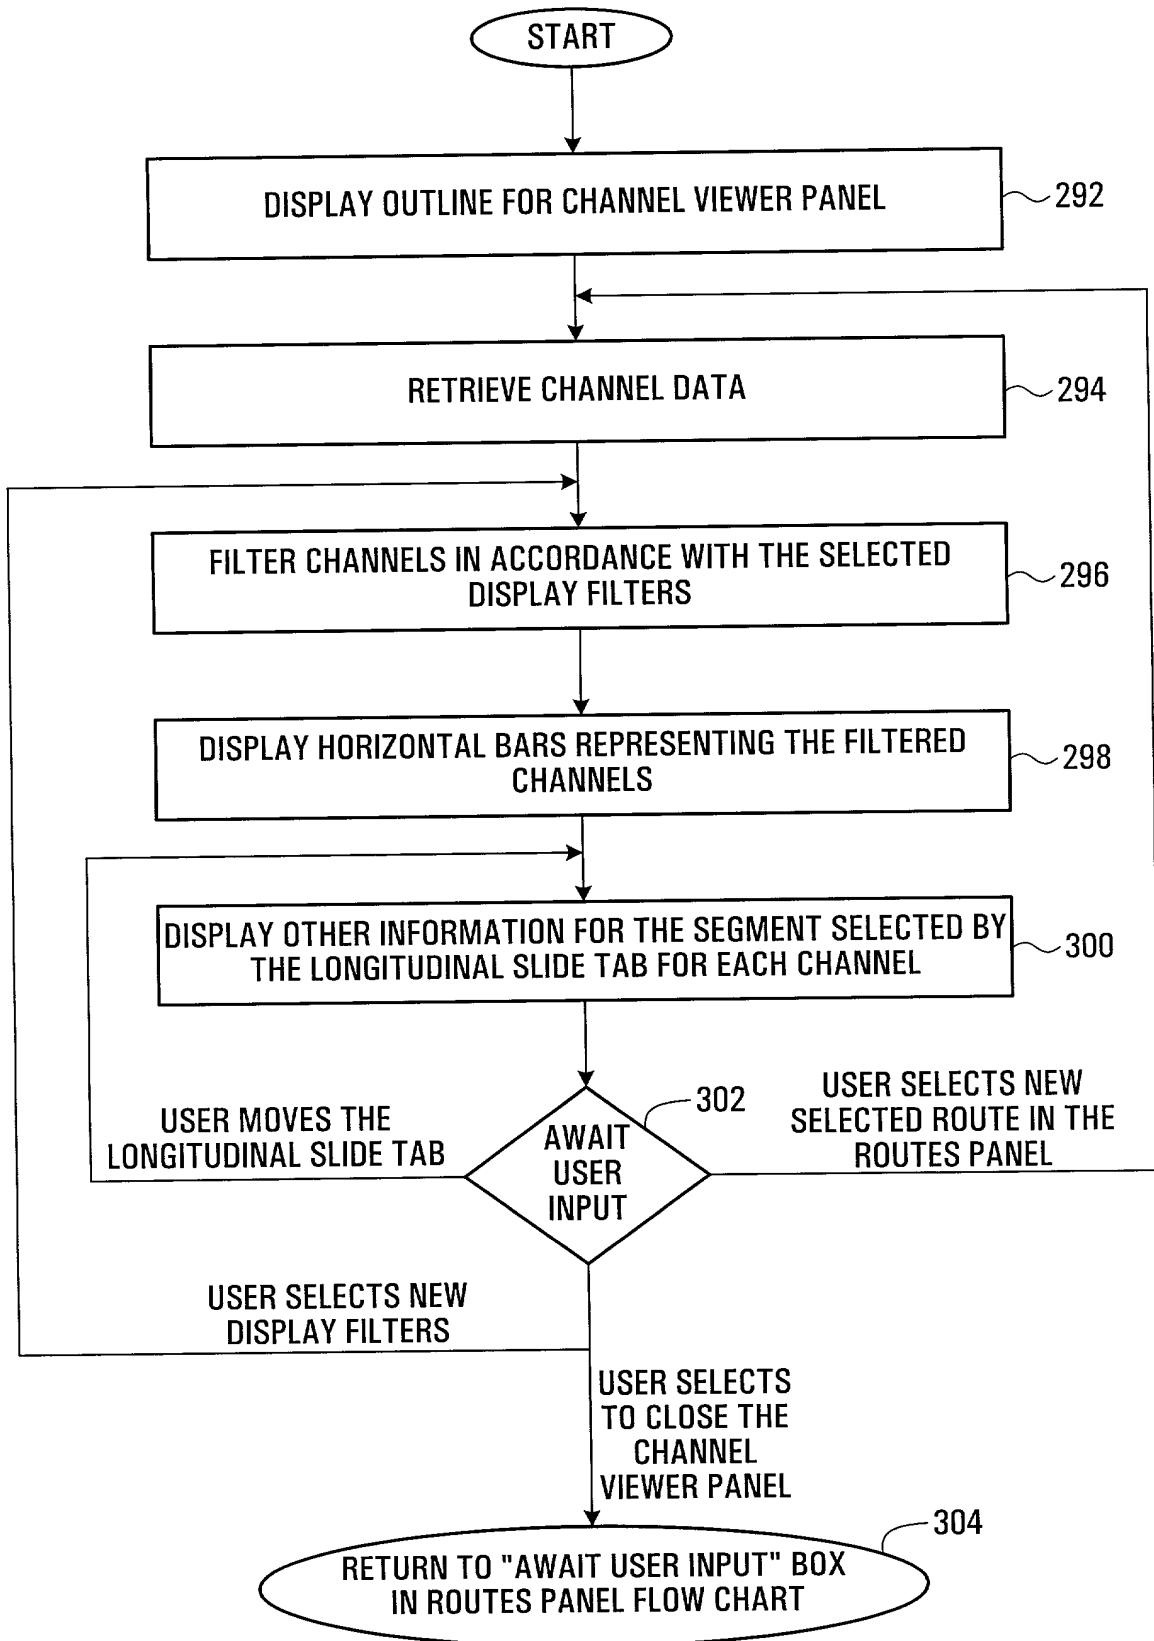 START
DISPLAY OUTLINE FOR CHANNEL VIEWER PANEL
292
RETRIEVE CHANNEL DATA
294
FILTER CHANNELS IN ACCORDANCE WITH THE SELECTED
DISPLAY FILTERS
296
DISPLAY HORIZONTAL BARS REPRESENTING THE FILTERED
CHANNELS
298
DISPLAY OTHER INFORMATION FOR THE SEGMENT SELECTED BY
THE LONGITUDINAL SLIDE TAB FOR EACH CHANNEL
300
USER MOVES THE
LONGITUDINAL SLIDE TAB
AWAIT
USER
INPUT
302
USER SELECTS NEW
SELECTED ROUTE IN THE
ROUTES PANEL
USER SELECTS NEW
DISPLAY FILTERS
USER SELECTS
TO CLOSE THE
CHANNEL
VIEWER PANEL
304
RETURN TO "AWAIT USER INPUT" BOX
IN ROUTES PANEL FLOW CHART